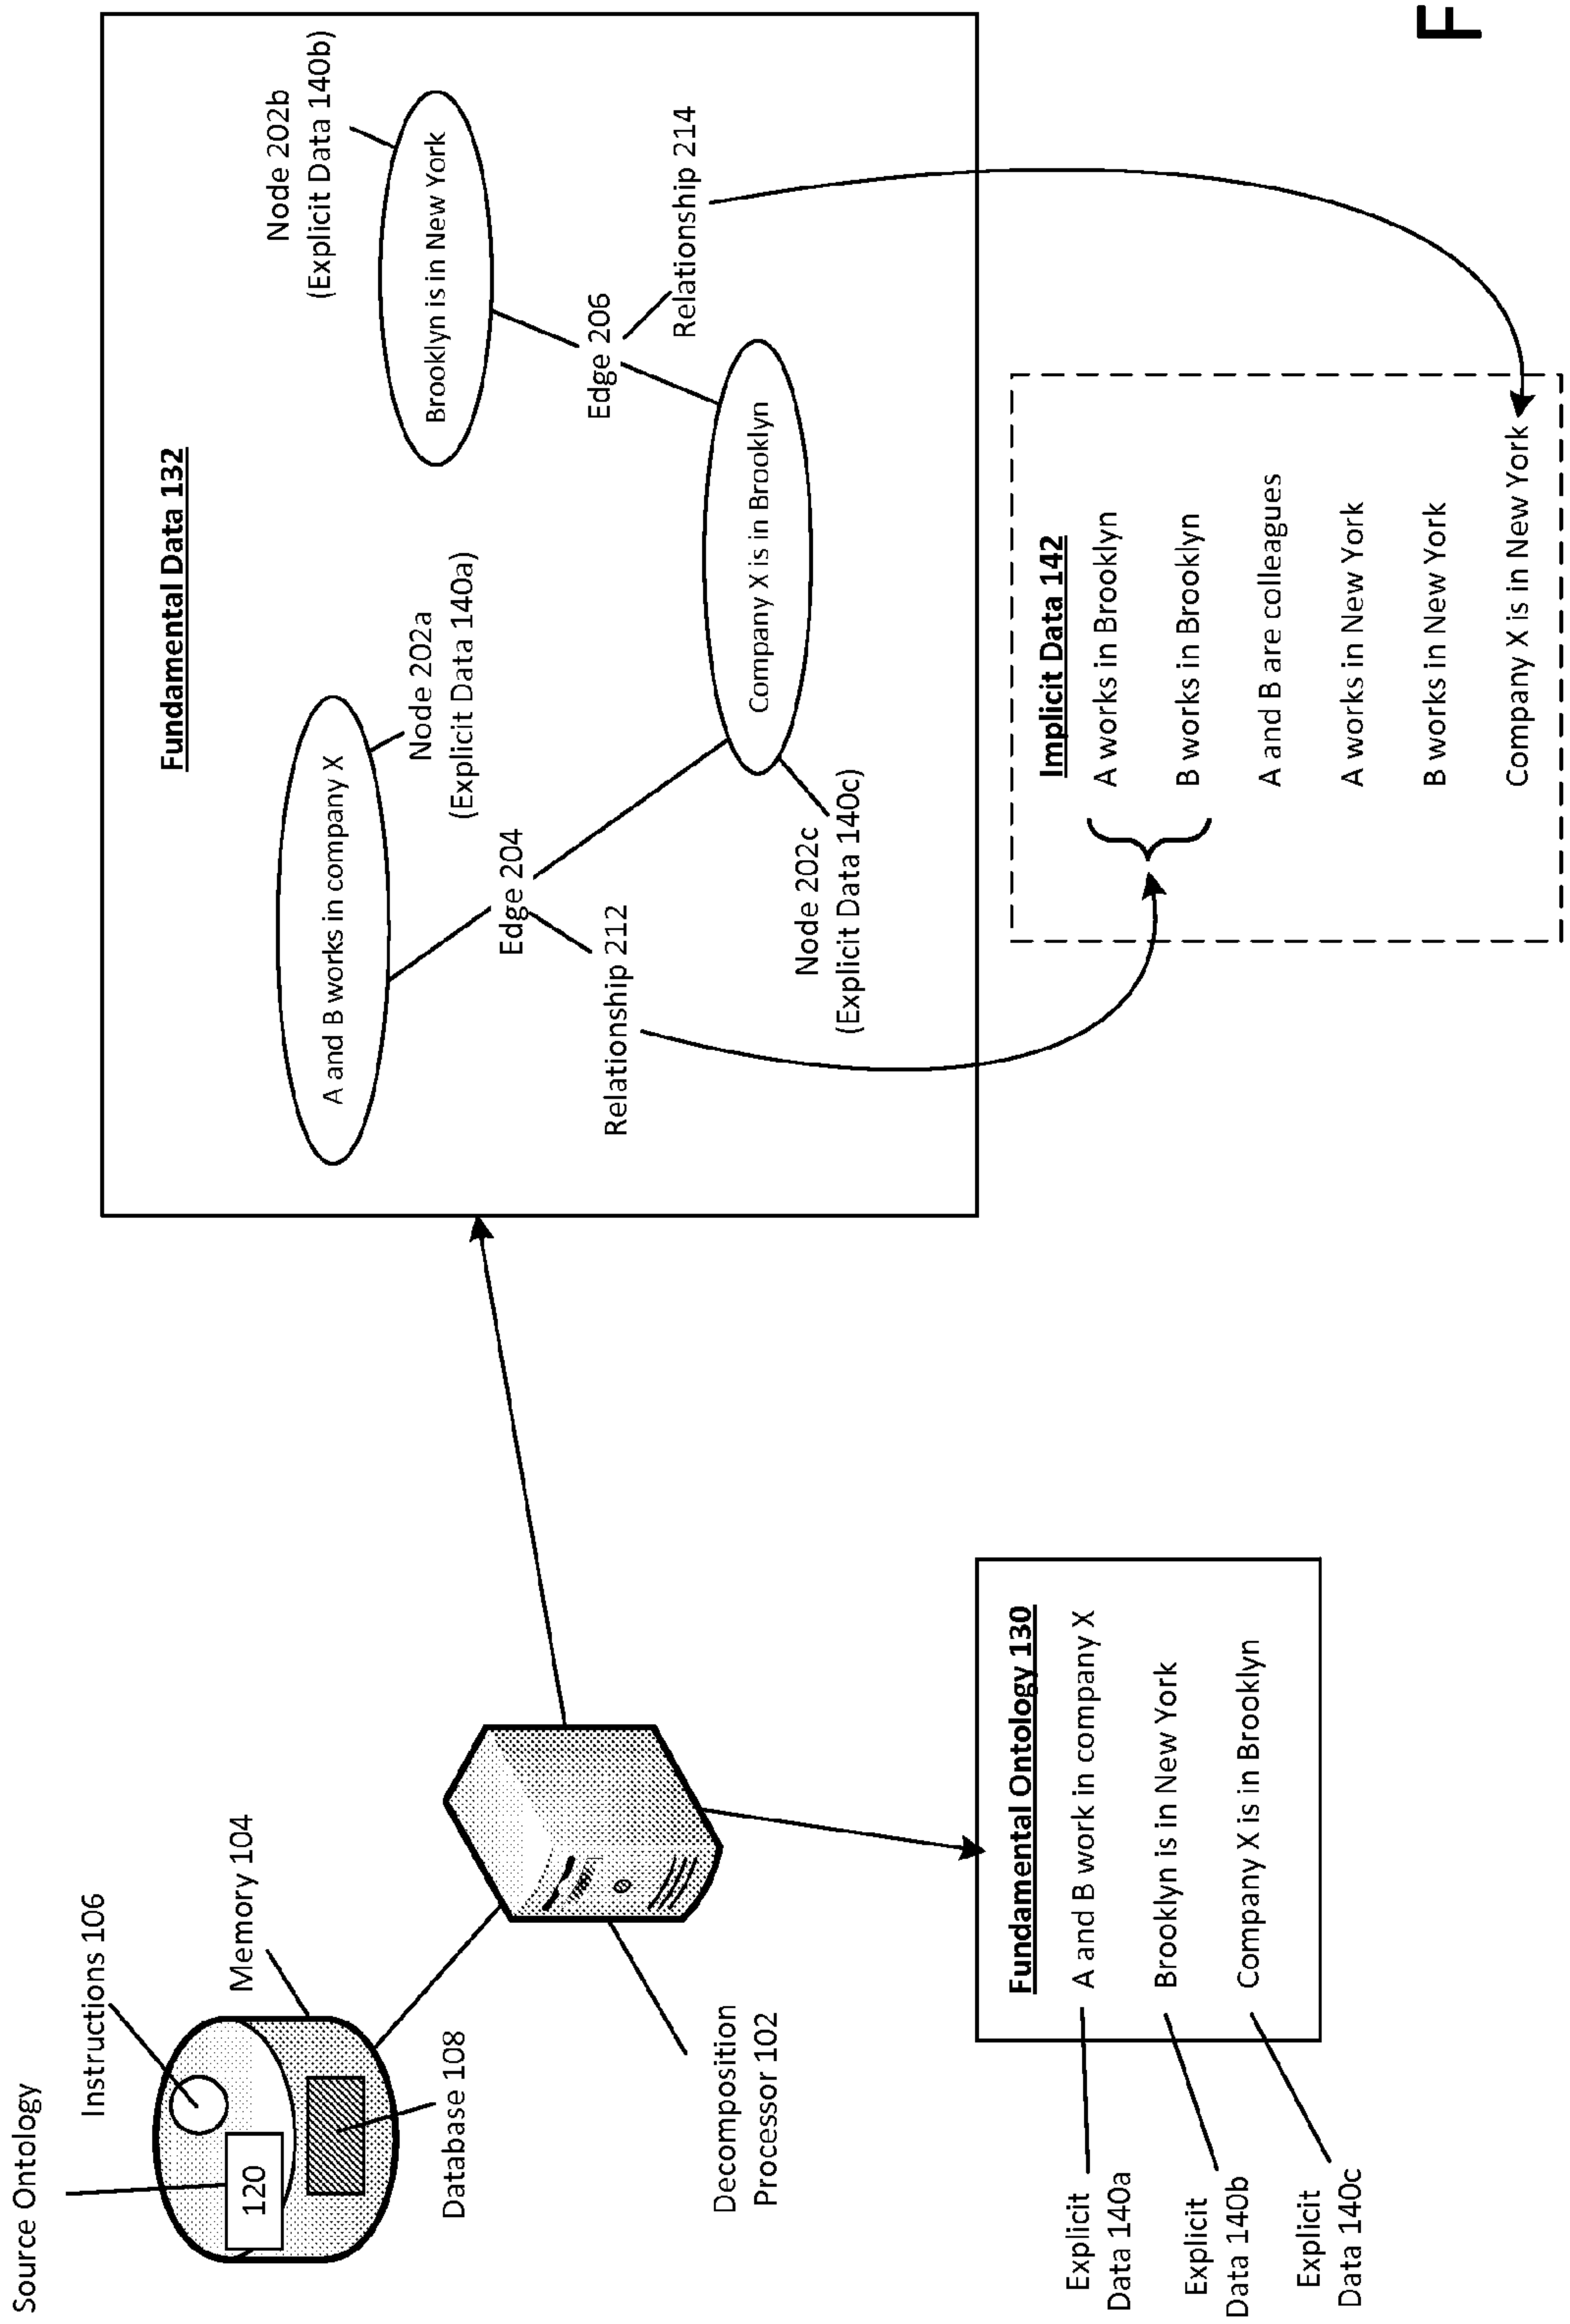 Source Ontology
120
Instructions 106
Memory 104
Database 108
Decomposition
Processor 102
Fundamental Ontology 130
A and B work in company X
Brooklyn is in New York
Company X is in Brooklyn
Explicit
Data 140a
Explicit
Data 140b
Explicit
Data 140c
Fundamental Data 132
A and B works in company X
Node 202a
(Explicit Data 140a)
Node 202b
(Explicit Data 140b)
Brooklyn is in New York
Edge 204
Relationship 212
Edge 206
Relationship 214
Company X is in Brooklyn
Node 202c
(Explicit Data 140c)
Implicit Data 142
A works in Brooklyn
B works in Brooklyn
A and B are colleagues
A works in New York
B works in New York
Company X is in New York
F